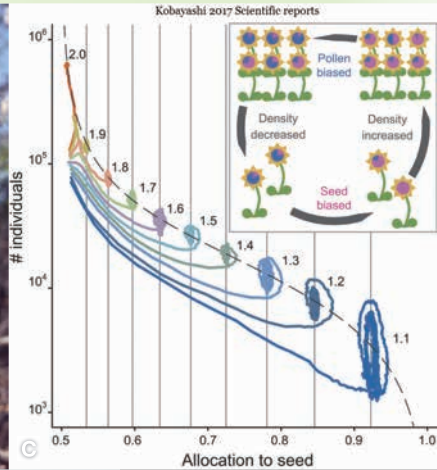 Kobayashi 2017 Scientific reports
10⁶
10⁵
10⁴
10³
# individuals
2.0
1.9
1.8
1.7
1.6
1.5
1.4
1.3
1.2
1.1
Pollen
biased
Density
decreased
Density
increased
Seed
biased
0.5 0.6 0.7 0.8 0.9 1.0
Allocation to seed
©